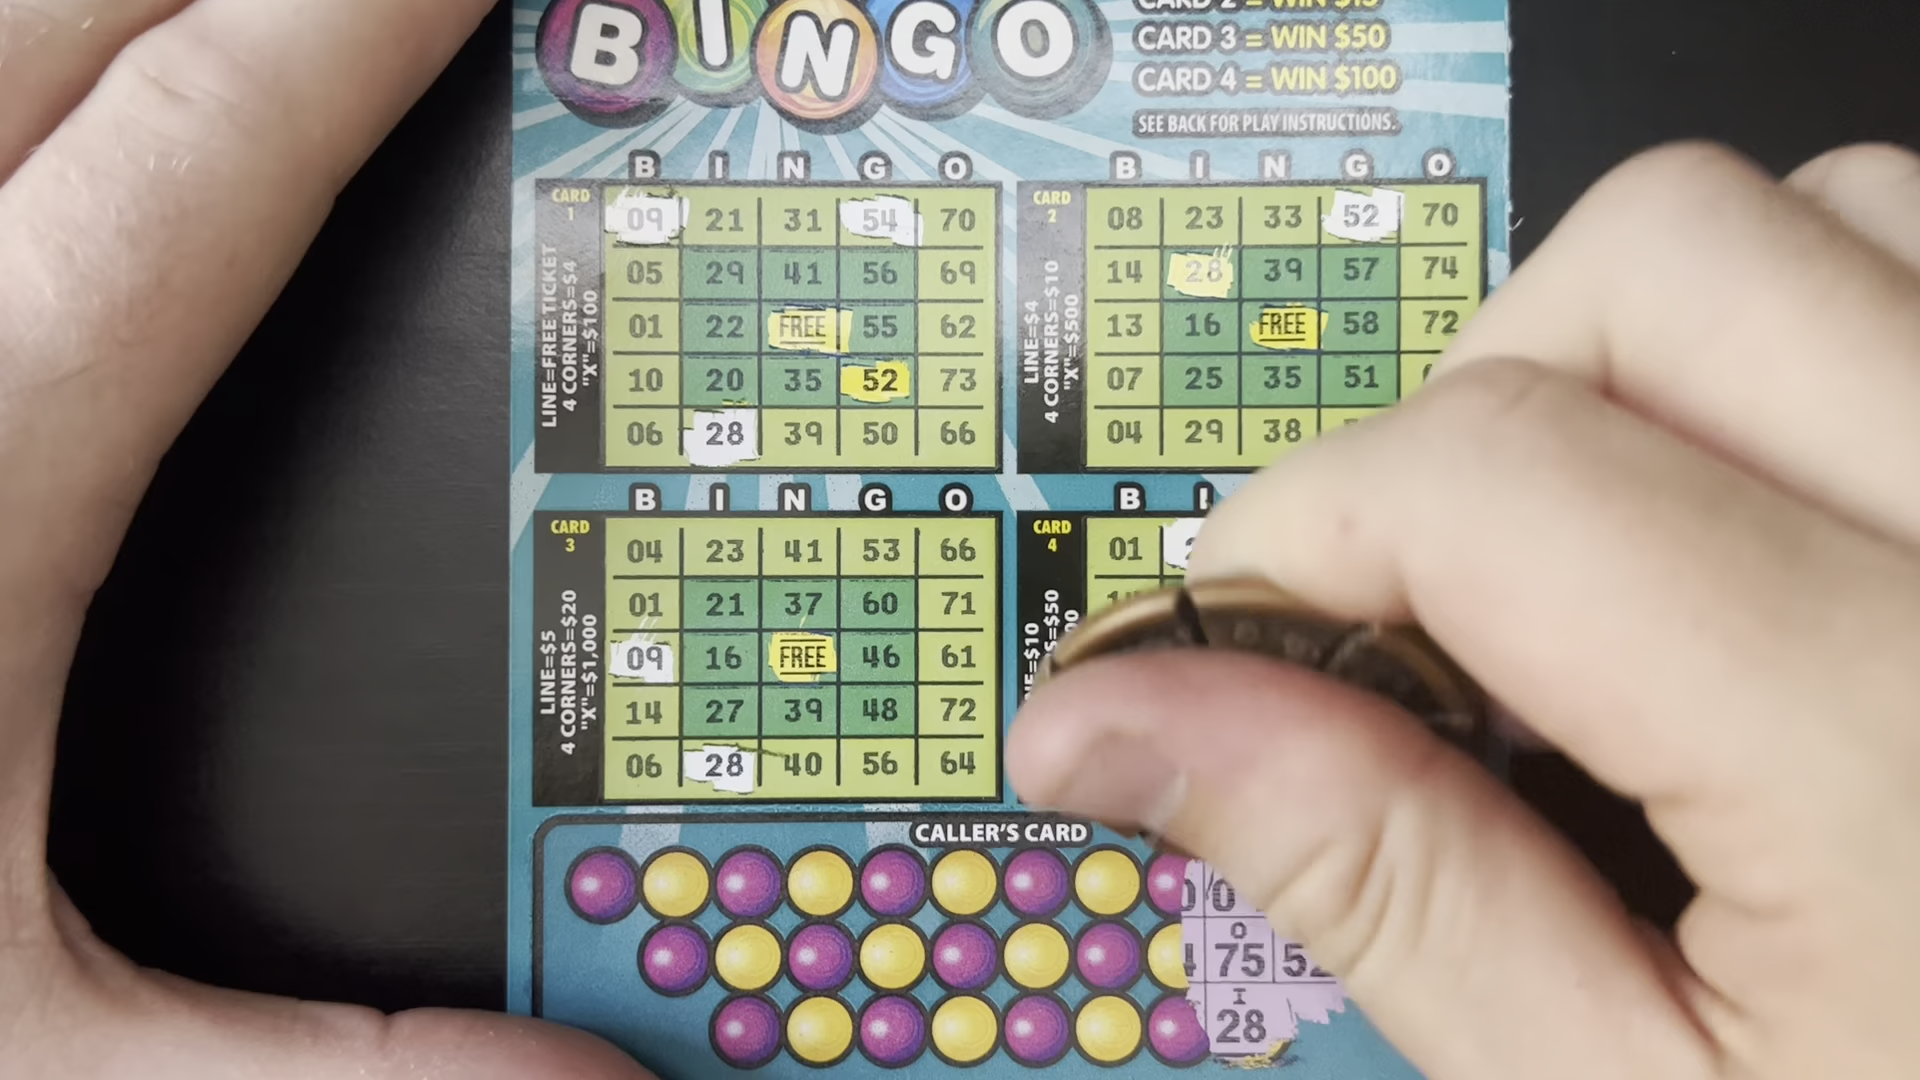 BINGO
CARD 2 = WIN $15
CARD 3 = WIN $50
CARD 4 = WIN $100
SEE BACK FOR PLAY INSTRUCTIONS.
B I N G O
CARD 1
LINE=FREE TICKET
4 CORNERS=$4
"X"=$100
09 21 31 54 70
05 29 41 56 69
01 22 FREE 55 62
10 20 35 52 73
06 28 39 50 66
B I N G O
CARD 2
LINE=$4
4 CORNERS=$10
"X"=$500
08 23 33 52 70
14 28 39 57 74
13 16 FREE 58 72
07 25 35 51
04 29 38
B I N G O
CARD 3
LINE=$5
4 CORNERS=$20
"X"=$1,000
04 23 41 53 66
01 21 37 60 71
09 16 FREE 46 61
14 27 39 48 72
06 28 40 56 64
B I
CARD 4
01
CALLER'S CARD
O
75 52
I
28